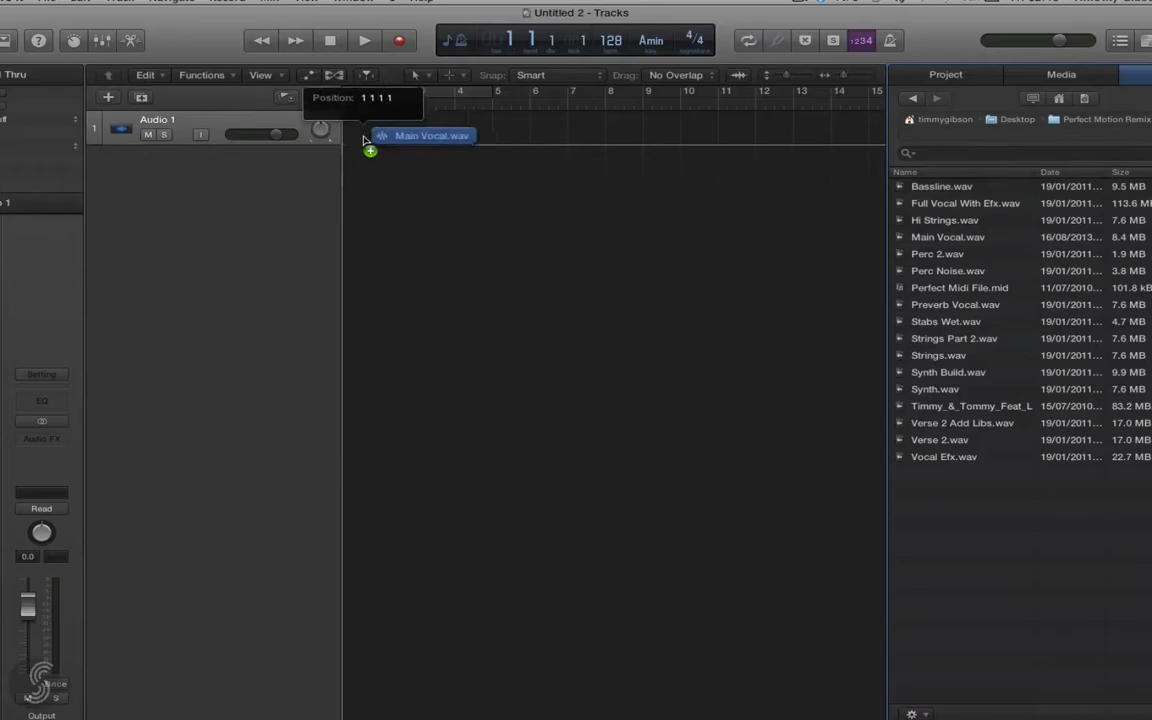 Untitled 2 - Tracks
1 1 1 1 128 Amin 4/4
1234
Thru
Edit Functions View Snap: Smart Drag: No Overlap
Project Media
Position: 1 1 1 1
4 5 6 7 8 9 10 11 12 13 14 15
1 Audio 1
M S I
Main Vocal.wav
timmygibson Desktop Perfect Motion Remix
Name Date Size
Bassline.wav 19/01/2011... 9.5 MB
Full Vocal With Efx.wav 19/01/2011... 113.6 M
Hi Strings.wav 19/01/2011... 7.6 MB
Main Vocal.wav 16/08/2013... 8.4 MB
Perc 2.wav 19/01/2011... 1.9 MB
Perc Noise.wav 19/01/2011... 3.8 MB
Perfect Midi File.mid 11/07/2010... 101.8 kB
Preverb Vocal.wav 19/01/2011... 7.6 MB
Stabs Wet.wav 19/01/2011... 4.7 MB
Strings Part 2.wav 19/01/2011... 7.6 MB
Strings.wav 19/01/2011... 7.6 MB
Synth Build.wav 19/01/2011... 9.9 MB
Synth.wav 19/01/2011... 7.6 MB
Timmy_&_Tommy_Feat_L 15/07/2010... 83.2 MB
Verse 2 Add Libs.wav 19/01/2011... 17.0 MB
Verse 2.wav 19/01/2011... 17.0 MB
Vocal Efx.wav 19/01/2011... 22.7 MB
Setting
EQ
Audio FX
Read
0.0
S
Output